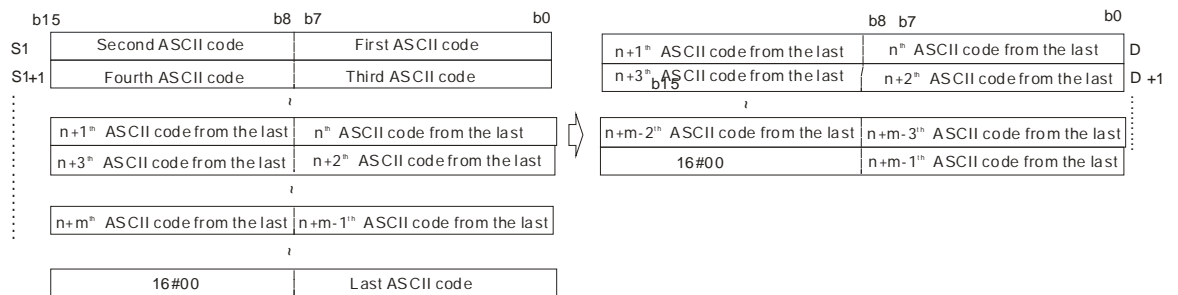 b15 b8 b7 b0
S1 Second ASCII code First ASCII code
S1+1 Fourth ASCII code Third ASCII code
n+1th ASCII code from the last nth ASCII code from the last
n+3th ASCII code from the last n+2th ASCII code from the last
n+mth ASCII code from the last n+m-1th ASCII code from the last
16#00 Last ASCII code
b8 b7 b0
n+1th ASCII code from the last nth ASCII code from the last D
n+3th ASCII code from the last n+2th ASCII code from the last D +1
b15
n+m-2th ASCII code from the last n+m-3th ASCII code from the last
16#00 n+m-1th ASCII code from the last